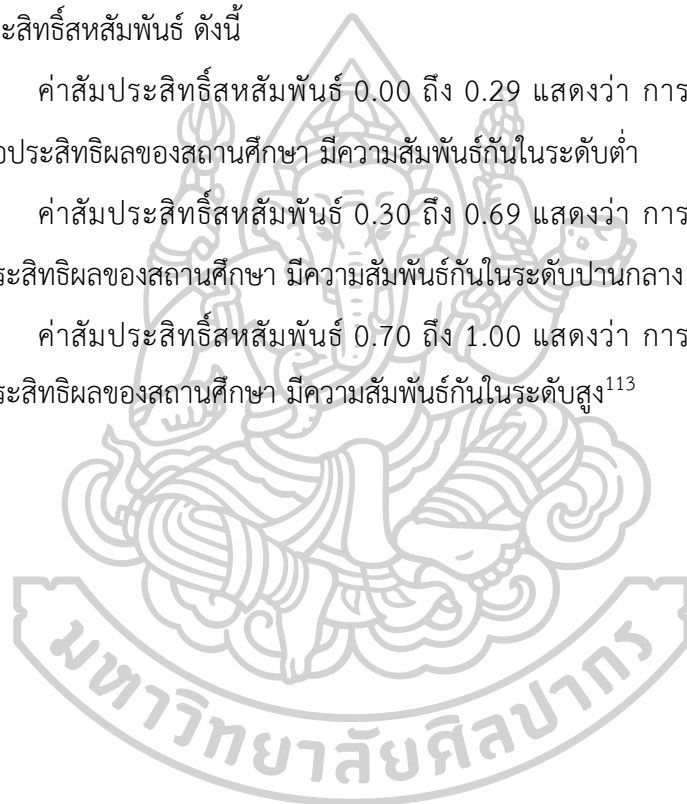 ะสิทธิ์สหสัมพันธ์ ดังนี้
ค่าสัมประสิทธิ์สหสัมพันธ์ 0.00 ถึง 0.29 แสดงว่า การ
อประสิทธิผลของสถานศึกษา มีความสัมพันธ์กันในระดับต่ำ
ค่าสัมประสิทธิ์สหสัมพันธ์ 0.30 ถึง 0.69 แสดงว่า การ
ระสิทธิผลของสถานศึกษา มีความสัมพันธ์กันในระดับปานกลาง
ค่าสัมประสิทธิ์สหสัมพันธ์ 0.70 ถึง 1.00 แสดงว่า การ
ระสิทธิผลของสถานศึกษา มีความสัมพันธ์กันในระดับสูง113
มหาวิทยาลัยศิลปากร